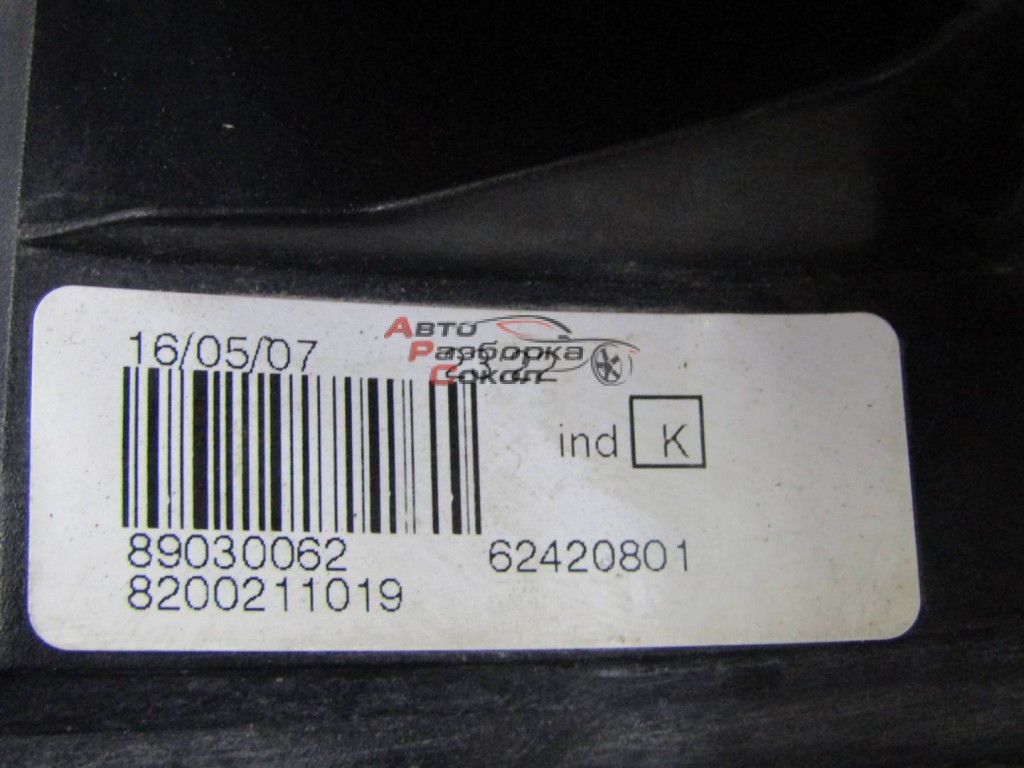 16/05/07
Авто
Разборка
Сокол
ind K
89030062 62420801
8200211019